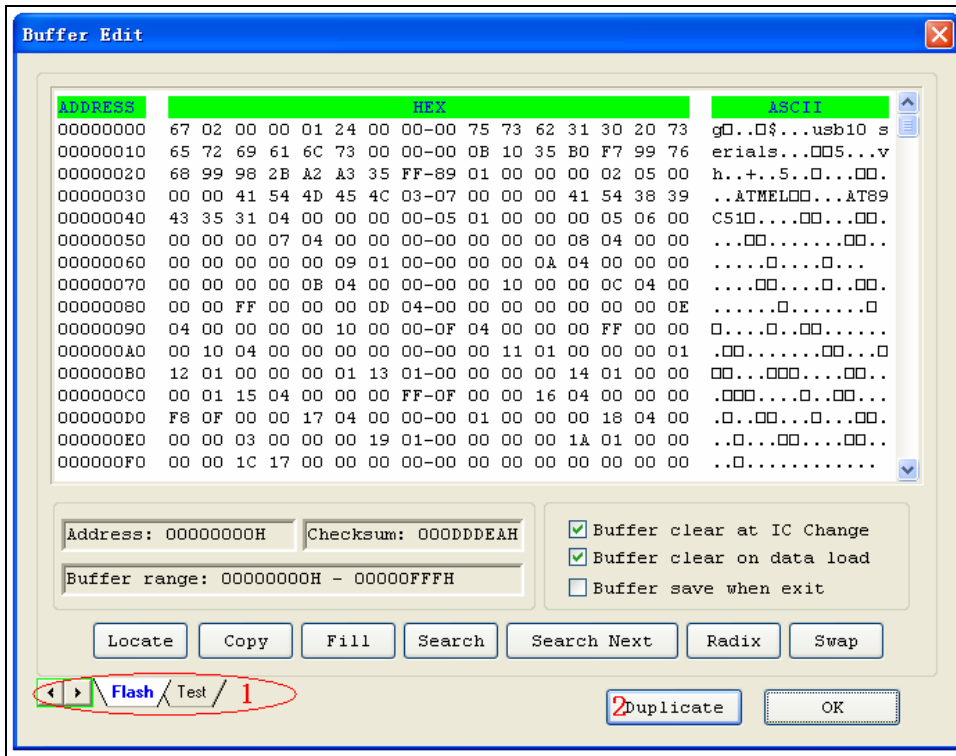 Buffer Edit
ADDRESS HEX ASCII
00000000 67 02 00 00 01 24 00 00-00 75 73 62 31 30 20 73 g□..□$...usb10 s
00000010 65 72 69 61 6C 73 00 00-00 0B 10 35 B0 F7 99 76 erials...□□5...v
00000020 68 99 98 2B A2 A3 35 FF-89 01 00 00 00 02 05 00 h..+..5..□...□□.
00000030 00 00 41 54 4D 45 4C 03-07 00 00 00 41 54 38 39 ..ATMEL□□...AT89
00000040 43 35 31 04 00 00 00 00-05 01 00 00 00 05 06 00 C51□....□□...□□.
00000050 00 00 00 07 04 00 00 00-00 00 00 00 08 04 00 00 ...□□.......□□..
00000060 00 00 00 00 00 09 01 00-00 00 00 0A 04 00 00 00 .....□....□...
00000070 00 00 00 00 0B 04 00 00-00 00 10 00 00 0C 04 00 ....□□....□..□□.
00000080 00 00 FF 00 00 00 0D 04-00 00 00 00 00 00 00 0E ......□........□
00000090 04 00 00 00 00 10 00 00-0F 04 00 00 00 FF 00 00 □....□..□□......
000000A0 00 10 04 00 00 00 00 00-00 00 11 01 00 00 00 01 .□□.......□□...□
000000B0 12 01 00 00 00 01 13 01-00 00 00 00 14 01 00 00 □□...□□□....□□..
000000C0 00 01 15 04 00 00 00 FF-0F 00 00 16 04 00 00 00 .□□□....□..□□...
000000D0 F8 0F 00 00 17 04 00 00-00 01 00 00 00 18 04 00 .□..□□...□...□□.
000000E0 00 00 03 00 00 00 19 01-00 00 00 00 1A 01 00 00 ..□...□□....□□..
000000F0 00 00 1C 17 00 00 00 00-00 00 00 00 00 00 00 00 ..□............
Address: 00000000H Checksum: 000DDDEAH
Buffer range: 00000000H - 00000FFFH
Buffer clear at IC Change
Buffer clear on data load
Buffer save when exit
Locate Copy Fill Search Search Next Radix Swap
Flash Test 1
2 Duplicate OK